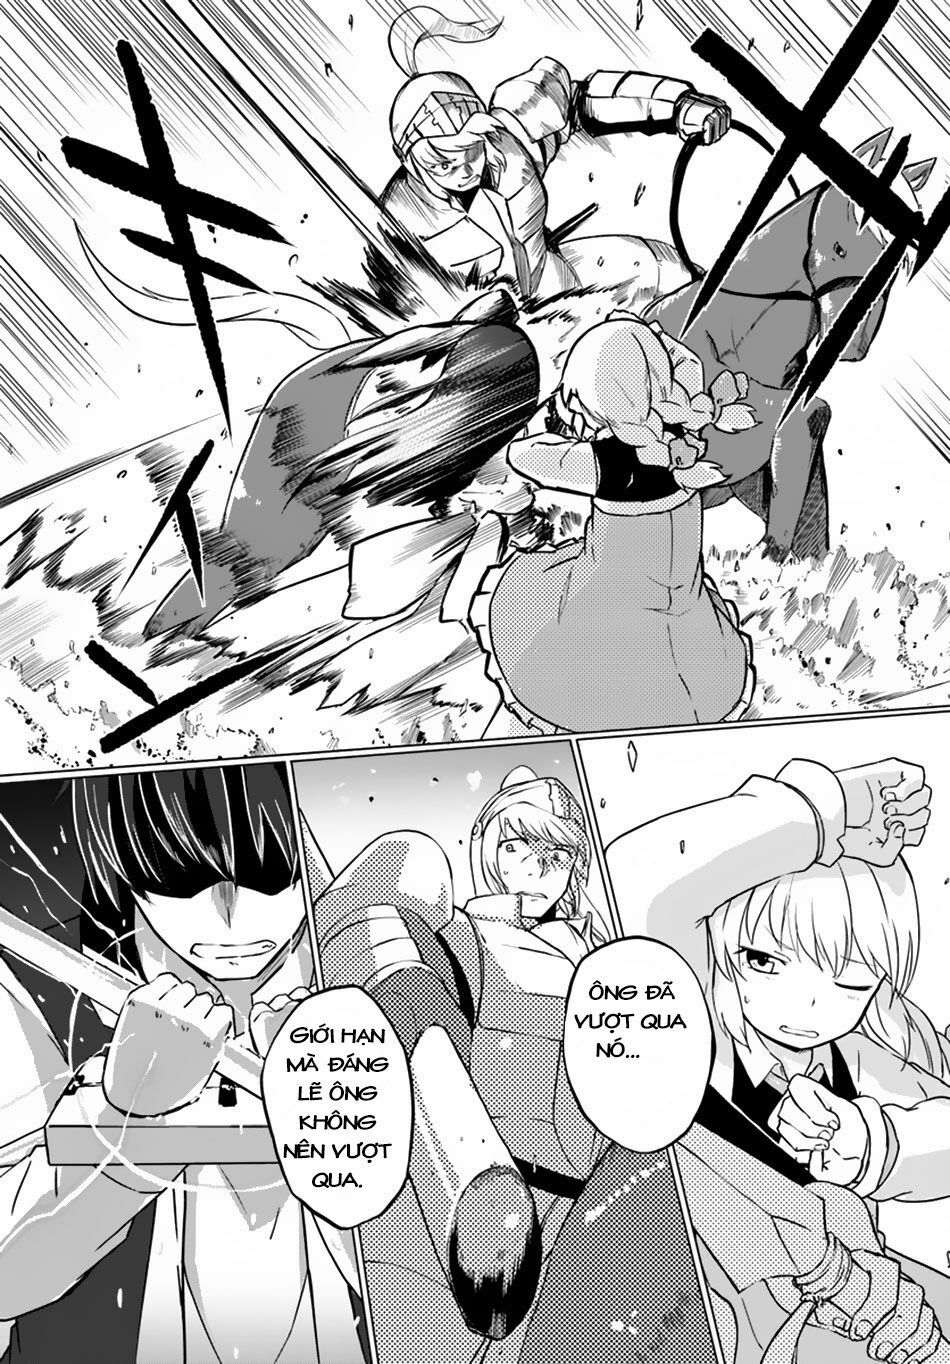 ÔNG ĐÃ
VƯỢT QUA
NÓ...
GIỚI HẠN
MÀ ĐÁNG
LẼ ÔNG
KHÔNG
NÊN VƯỢT
QUA.